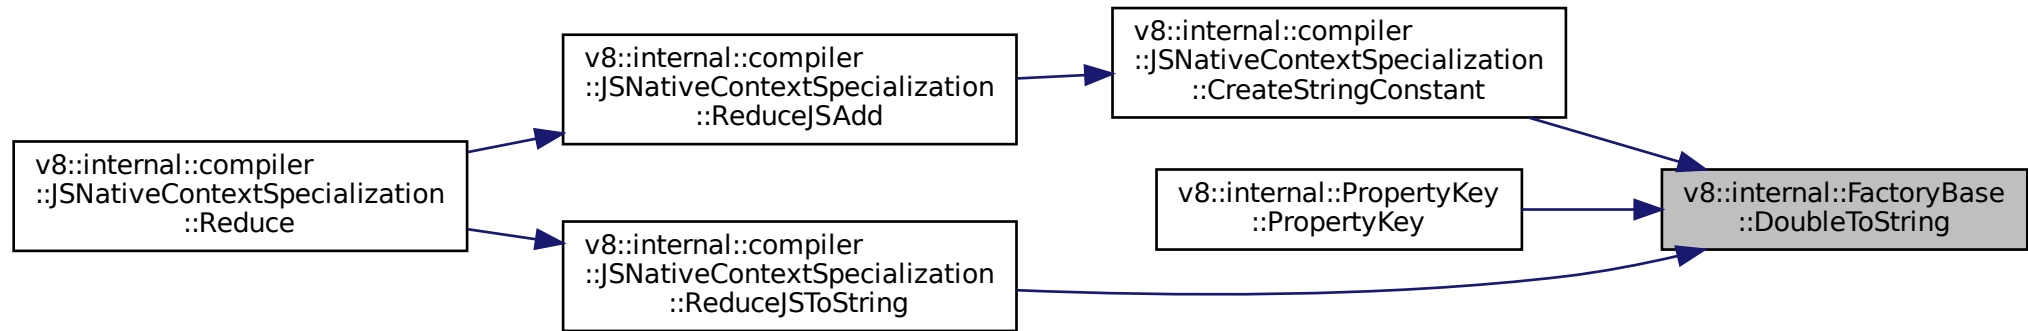 v8::internal::compiler
::JSNativeContextSpecialization
::Reduce
v8::internal::compiler
::JSNativeContextSpecialization
::ReduceJSAdd
v8::internal::compiler
::JSNativeContextSpecialization
::ReduceJSToString
v8::internal::compiler
::JSNativeContextSpecialization
::CreateStringConstant
v8::internal::PropertyKey
::PropertyKey
v8::internal::FactoryBase
::DoubleToString